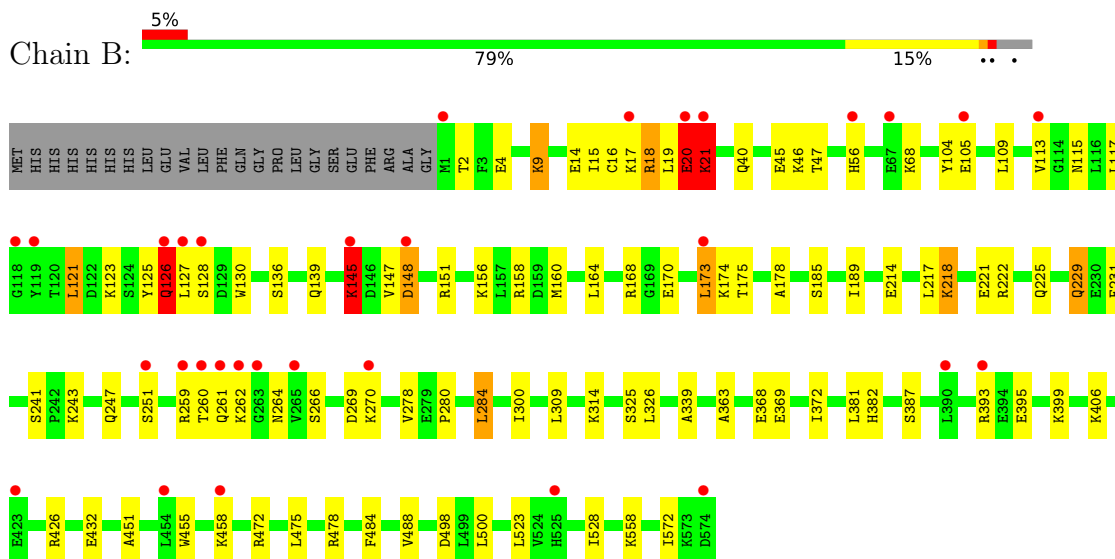 5%
Chain B:
79% 15% •• •
MET HIS HIS HIS HIS HIS HIS LEU GLU VAL LEU PHE GLN GLY PRO LEU GLY SER GLU PHE ARG ALA GLY M1 T2 F3 E4 K9 E14 I15 C16 K17 R18 L19 E20 K21 Q40 E45 K46 T47 H56 E67 K68 Y104 E105 L109 V113 G114 N115 L116 L117
G118 Y119 T120 L121 D122 K123 S124 Y125 Q126 L127 S128 D129 W130 S136 Q139 K145 D146 V147 D148 R151 K156 L157 R158 D159 M160 L164 R168 G169 E170 L173 K174 T175 A178 S185 I189 E214 L217 K218 E221 R222 Q225 Q229 E230 E231
S241 P242 K243 Q247 S251 R259 T260 Q261 K262 G263 N264 V265 S266 D269 K270 V278 E279 P280 L284 I300 L309 K314 S325 L326 A339 A363 E368 E369 I372 L381 H382 S387 L390 R393 E394 E395 K399 K406
E423 R426 E432 A451 L454 W455 K458 R472 L475 R478 F484 V488 D498 L499 L500 L523 V524 H525 I528 K558 I572 K573 D574